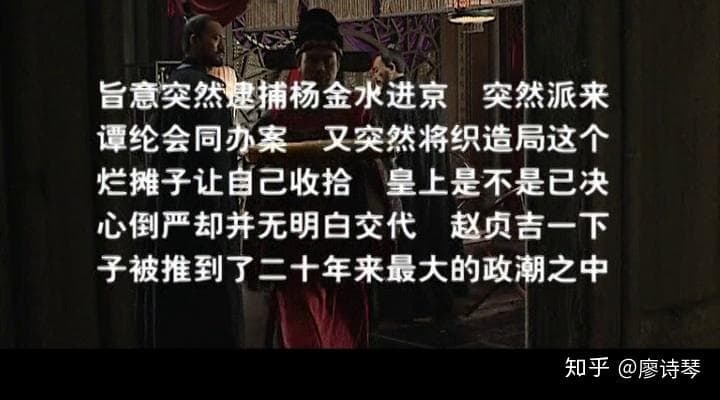 旨意突然逮捕杨金水进京　突然派来
谭纶会同办案　又突然将织造局这个
烂摊子让自己收拾　皇上是不是已决
心倒严却并无明白交代　赵贞吉一下
子被推到了二十年来最大的政潮之中
知乎 @廖诗琴